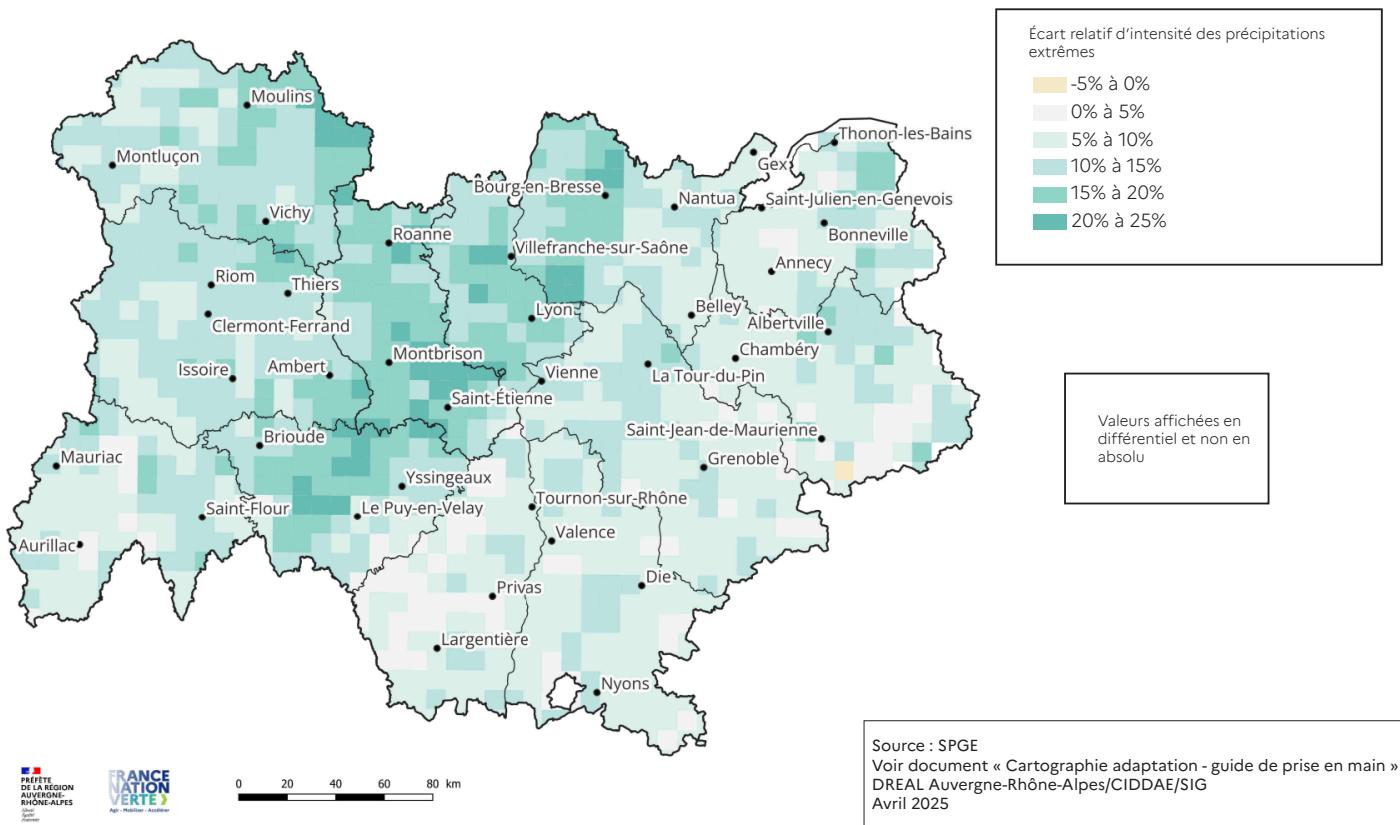 Écart relatif d'intensité des précipitations
extrêmes
-5% à 0%
0% à 5%
5% à 10%
10% à 15%
15% à 20%
20% à 25%
Moulins
Montluçon
Vichy
Thonon-les-Bains
Gex
Bourg-en-Bresse
Nantua
Saint-Julien-en-Genevois
Bonneville
Roanne
Villefranche-sur-Saône
Annecy
Riom
Thiers
Clermont-Ferrand
Lyon
Belley
Albertville
Chambéry
Montbrison
Issoire
Ambert
Vienne
La Tour-du-Pin
Saint-Étienne
Saint-Jean-de-Maurienne
Brioude
Mauriac
Grenoble
Yssingeaux
Tournon-sur-Rhône
Saint-Flour
Le Puy-en-Velay
Valence
Aurillac
Die
Privas
Largentière
Nyons
Valeurs affichées en
différentiel et non en
absolu
PRÉFÈTE
DE LA RÉGION
AUVERGNE-
RHÔNE-ALPES
Liberté
Égalité
Fraternité
FRANCE
NATION
VERTE
Agir • Mobiliser • Accélérer
0 20 40 60 80 km
Source : SPGE
Voir document « Cartographie adaptation - guide de prise en main »
DREAL Auvergne-Rhône-Alpes/CIDDAE/SIG
Avril 2025